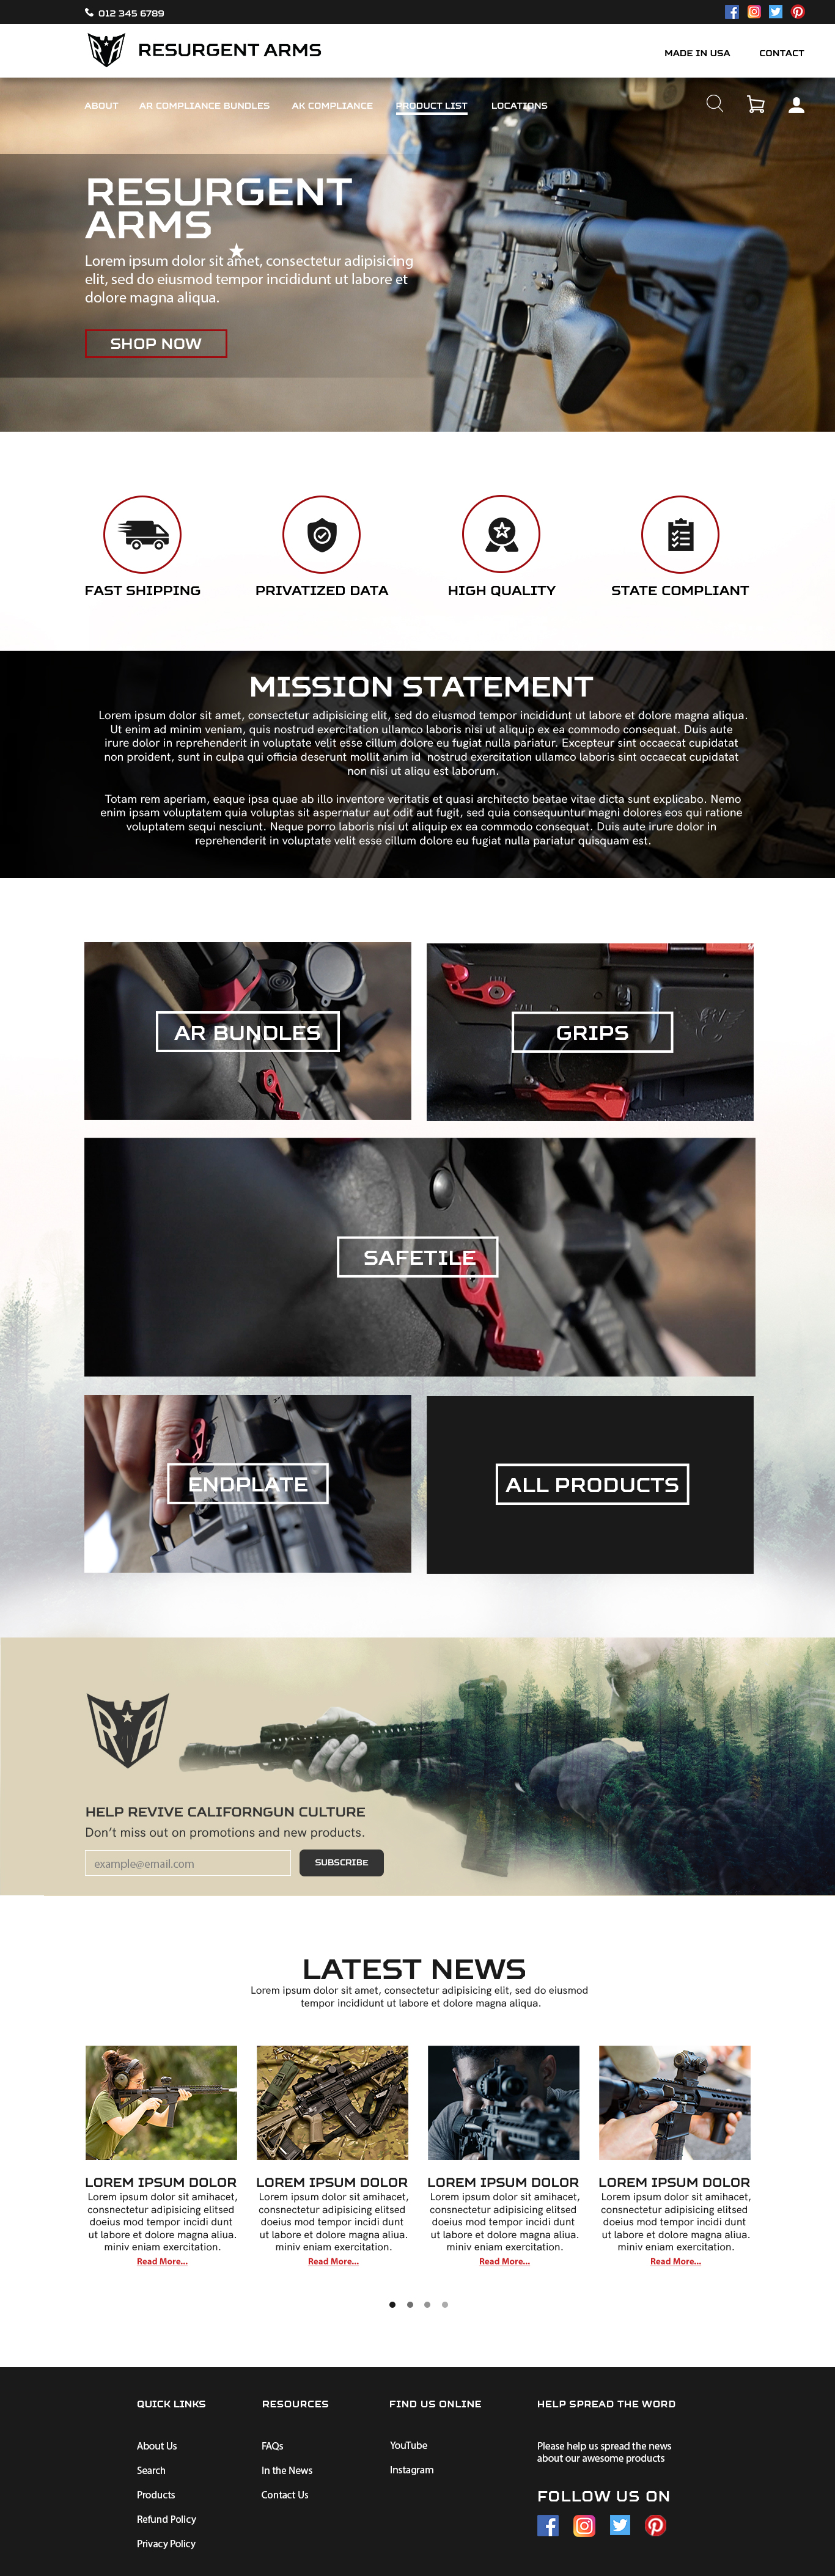 012 345 6789
RESURGENT ARMS
MADE IN USA
CONTACT
ABOUT
AR COMPLIANCE BUNDLES
AK COMPLIANCE
PRODUCT LIST
LOCATIONS
RESURGENT
ARMS
Lorem ipsum dolor sit amet, consectetur adipisicing
elit, sed do eiusmod tempor incididunt ut labore et
dolore magna aliqua.
SHOP NOW
FAST SHIPPING
PRIVATIZED DATA
HIGH QUALITY
STATE COMPLIANT
MISSION STATEMENT
Lorem ipsum dolor sit amet, consectetur adipisicing elit, sed do eiusmod tempor incididunt ut labore et dolore magna aliqua.
Ut enim ad minim veniam, quis nostrud exercitation ullamco laboris nisi ut aliquip ex ea commodo consequat. Duis aute
irure dolor in reprehenderit in voluptate velit esse cillum dolore eu fugiat nulla pariatur. Excepteur sint occaecat cupidatat
non proident, sunt in culpa qui officia deserunt mollit anim id nostrud exercitation ullamco laboris sint occaecat cupidatat
non nisi ut aliqu est laborum.
Totam rem aperiam, eaque ipsa quae ab illo inventore veritatis et quasi architecto beatae vitae dicta sunt explicabo. Nemo
enim ipsam voluptatem quia voluptas sit aspernatur aut odit aut fugit, sed quia consequuntur magni dolores eos qui ratione
voluptatem sequi nesciunt. Neque porro laboris nisi ut aliquip ex ea commodo consequat. Duis aute irure dolor in
reprehenderit in voluptate velit esse cillum dolore eu fugiat nulla pariatur quisquam est.
AR BUNDLES
GRIPS
SAFETILE
ENDPLATE
ALL PRODUCTS
RA
HELP REVIVE CALIFORNGUN CULTURE
Don't miss out on promotions and new products.
example@email.com
SUBSCRIBE
LATEST NEWS
Lorem ipsum dolor sit amet, consectetur adipisicing elit, sed do eiusmod
tempor incididunt ut labore et dolore magna aliqua.
LOREM IPSUM DOLOR
Lorem ipsum dolor sit amihacet,
consnectetur adipisicing elitsed
doeius mod tempor incidi dunt
ut labore et dolore magna aliua.
miniv eniam exercitation.
Read More...
LOREM IPSUM DOLOR
Lorem ipsum dolor sit amihacet,
consnectetur adipisicing elitsed
doeius mod tempor incidi dunt
ut labore et dolore magna aliua.
miniv eniam exercitation.
Read More...
LOREM IPSUM DOLOR
Lorem ipsum dolor sit amihacet,
consnectetur adipisicing elitsed
doeius mod tempor incidi dunt
ut labore et dolore magna aliua.
miniv eniam exercitation.
Read More...
LOREM IPSUM DOLOR
Lorem ipsum dolor sit amihacet,
consnectetur adipisicing elitsed
doeius mod tempor incidi dunt
ut labore et dolore magna aliua.
miniv eniam exercitation.
Read More...
QUICK LINKS
About Us
Search
Products
Refund Policy
Privacy Policy
RESOURCES
FAQs
In the News
Contact Us
FIND US ONLINE
YouTube
Instagram
HELP SPREAD THE WORD
Please help us spread the news
about our awesome products
FOLLOW US ON